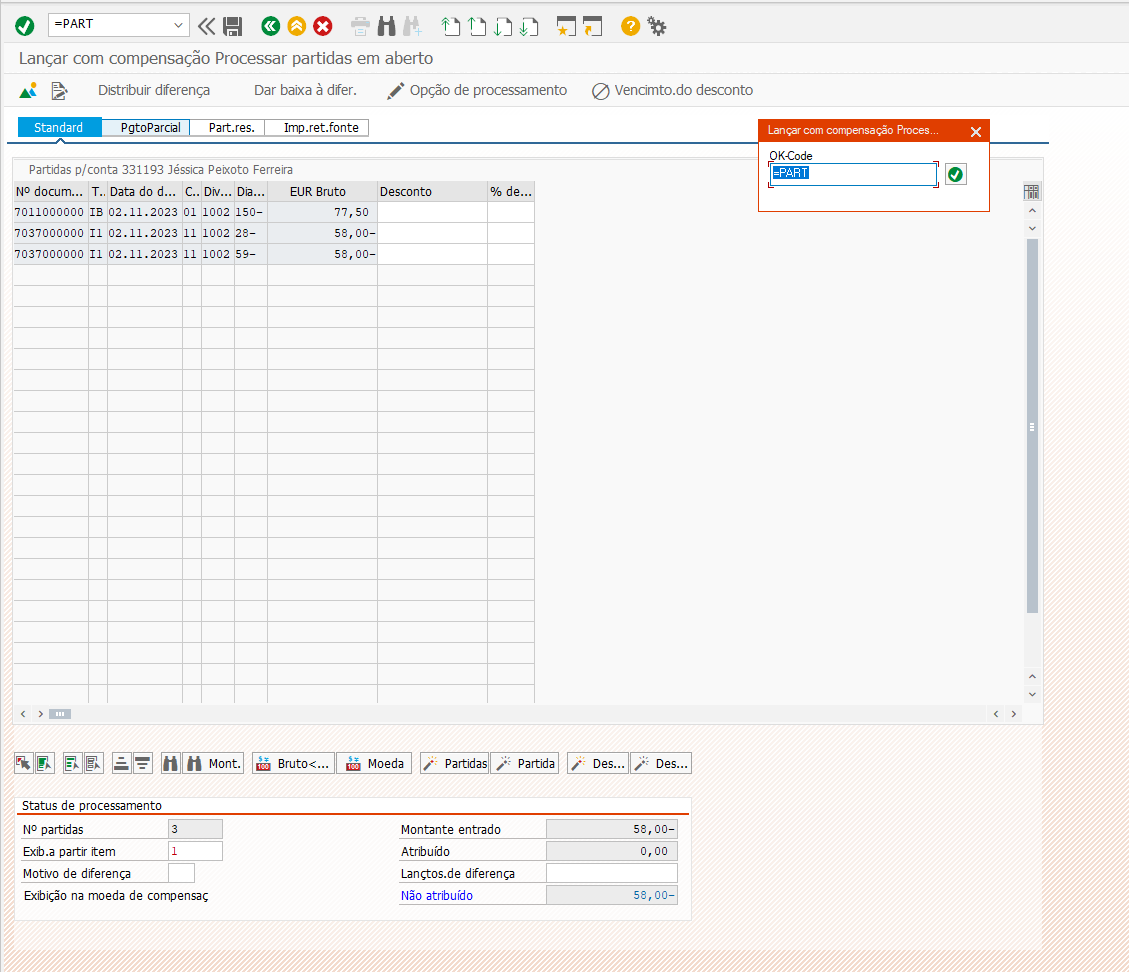 =PART
Lançar com compensação Processar partidas em aberto
Distribuir diferença Dar baixa à difer. Opção de processamento Vencimto.do desconto
Standard PgtoParcial Part.res. Imp.ret.fonte
Lançar com compensação Proces...
OK-Code
=PART
Partidas p/conta 331193 Jéssica Peixoto Ferreira
Nº docum... T.. Data do d... C.. Div... Dia... EUR Bruto Desconto % de...
7011000000 IB 02.11.2023 01 1002 150- 77,50
7037000000 I1 02.11.2023 11 1002 28- 58,00-
7037000000 I1 02.11.2023 11 1002 59- 58,00-
Mont. Bruto<... Moeda Partidas Partida Des... Des...
Status de processamento
Nº partidas 3 Montante entrado 58,00-
Exib.a partir item 1 Atribuído 0,00
Motivo de diferença Lançtos.de diferença
Exibição na moeda de compensaç Não atribuído 58,00-